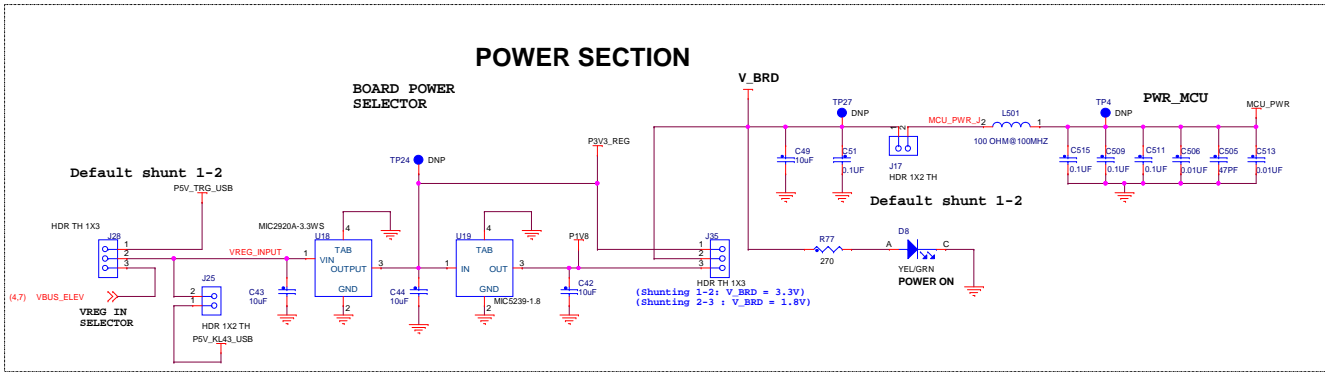 POWER SECTION
BOARD POWER
SELECTOR
V_BRD
TP27
DNP
MCU_PWR_J
2
L501
1
100 OHM@100MHZ
TP4
DNP
PWR_MCU
MCU_PWR
P3V3_REG
TP24
DNP
C49
10uF
C51
0.1UF
1
2
J17
HDR 1X2 TH
C515
0.1UF
C509
0.1UF
C511
0.1UF
C506
0.01UF
C505
47PF
C513
0.01UF
Default shunt 1-2
P5V_TRG_USB
Default shunt 1-2
HDR TH 1X3
J28
1
2
3
VREG_INPUT
MIC2920A-3.3WS
U18
4
TAB
1
VIN
OUTPUT
3
GND
2
U19
4
TAB
1
IN
OUT
3
GND
2
MIC5239-1.8
P1V8
J35
1
2
3
HDR TH 1X3
R77
270
A
D8
C
YEL/GRN
POWER ON
(4,7)
VBUS_ELEV
VREG IN
SELECTOR
J25
2
1
HDR 1X2 TH
P5V_KL43_USB
C43
10uF
C44
10uF
C42
10uF
(Shunting 1-2: V_BRD = 3.3V)
(Shunting 2-3 : V_BRD = 1.8V)